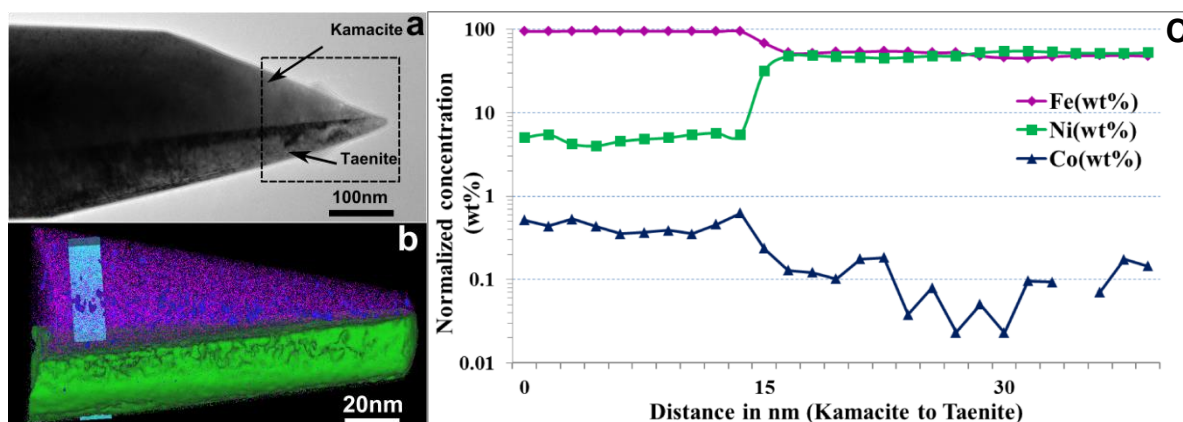 a
Kamacite
Taenite
100nm
b
20nm
C
Normalized concentration
(wt%)
100
10
1
0.1
0.01
Fe(wt%)
Ni(wt%)
Co(wt%)
0
15
30
Distance in nm (Kamacite to Taenite)